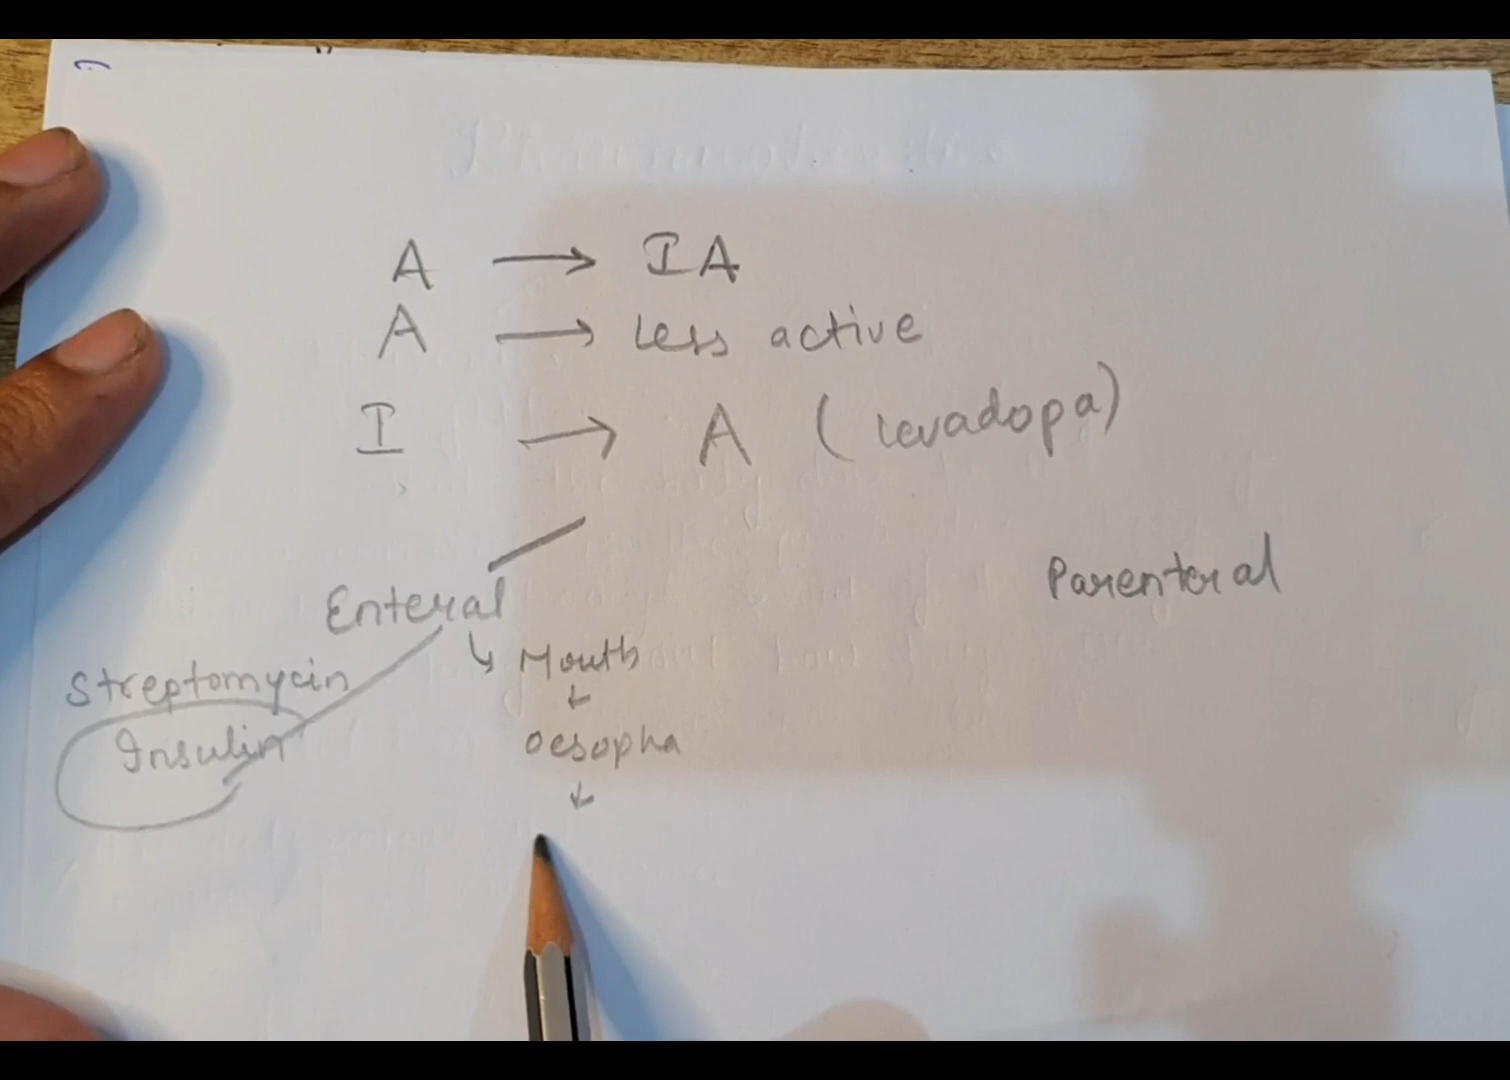 A → IA
A → Less active
I → A (levadopa)
Enteral
Parenteral
↳ Mouth
↓
Streptomycin
Insulin
Oesopha
↓